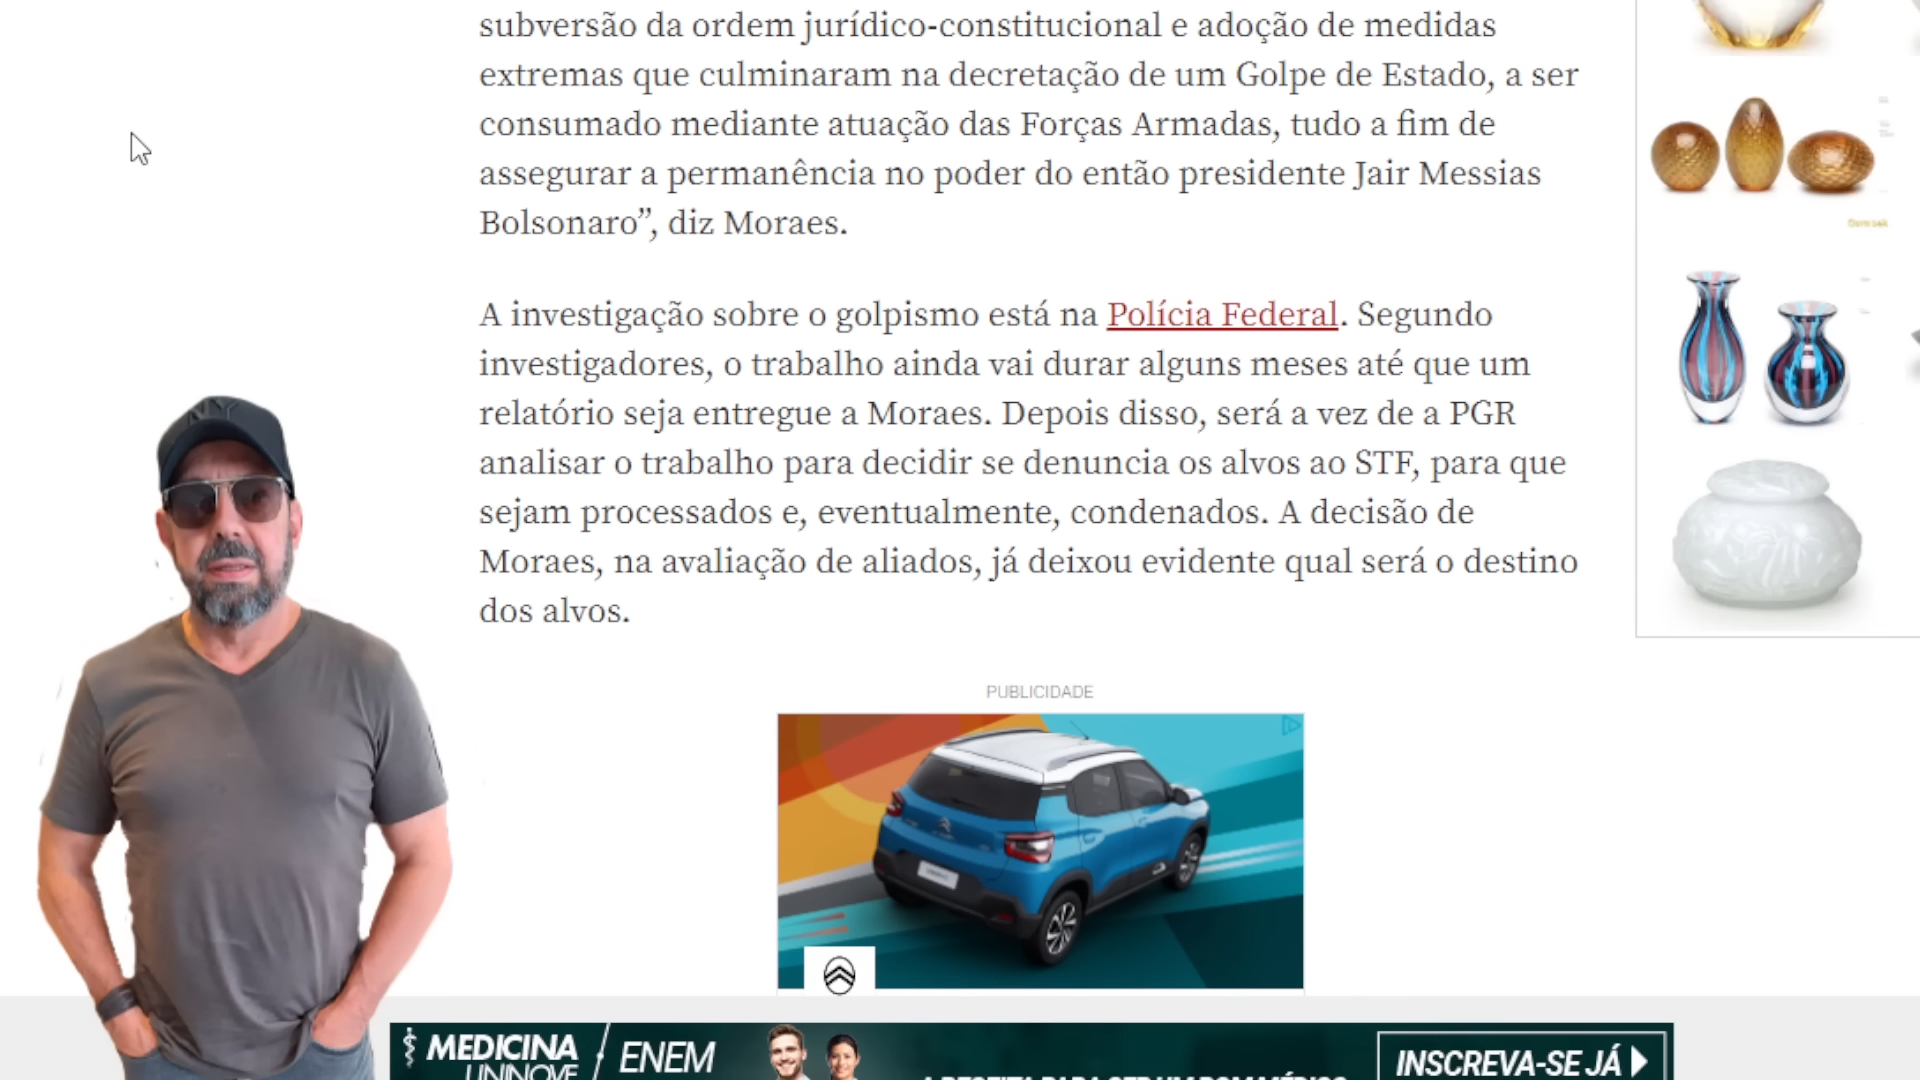 subversão da ordem jurídico-constitucional e adoção de medidas
extremas que culminaram na decretação de um Golpe de Estado, a ser
consumado mediante atuação das Forças Armadas, tudo a fim de
assegurar a permanência no poder do então presidente Jair Messias
Bolsonaro”, diz Moraes.
A investigação sobre o golpismo está na Polícia Federal. Segundo
investigadores, o trabalho ainda vai durar alguns meses até que um
relatório seja entregue a Moraes. Depois disso, será a vez de a PGR
analisar o trabalho para decidir se denuncia os alvos ao STF, para que
sejam processados e, eventualmente, condenados. A decisão de
Moraes, na avaliação de aliados, já deixou evidente qual será o destino
dos alvos.
NY
PUBLICIDADE
MEDICINA
UNINOVE
ENEM
INSCREVA-SE JÁ